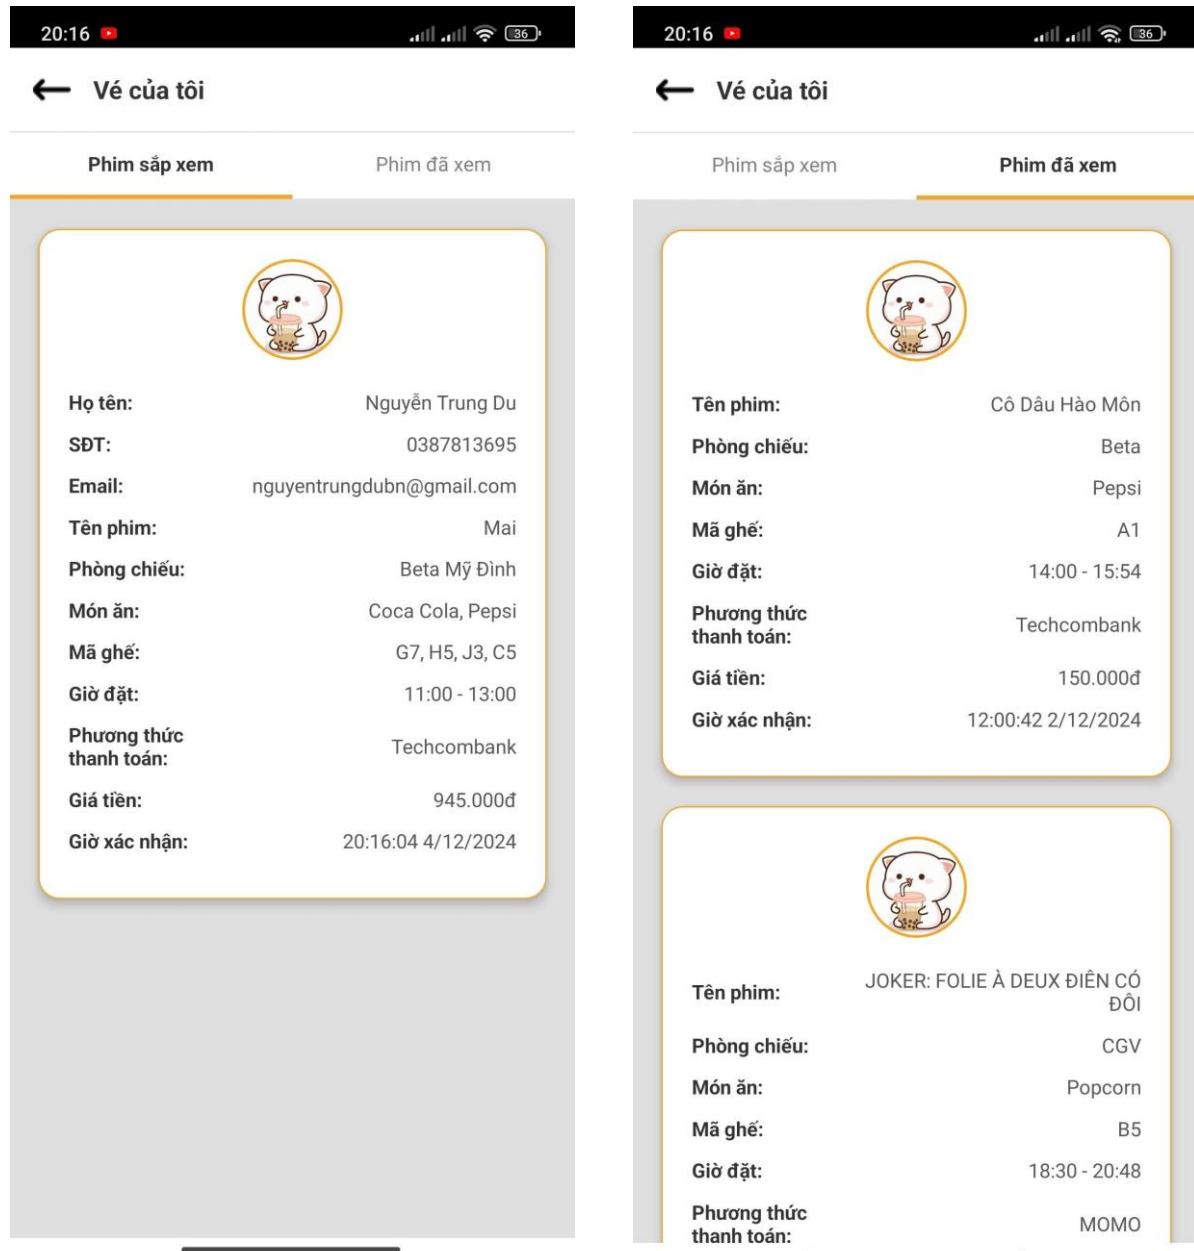 20:16
36
Vé của tôi
Phim sắp xem
Phim đã xem
Họ tên:
Nguyễn Trung Du
SĐT:
0387813695
Email:
nguyentrungdubn@gmail.com
Tên phim:
Mai
Phòng chiếu:
Beta Mỹ Đình
Món ăn:
Coca Cola, Pepsi
Mã ghế:
G7, H5, J3, C5
Giờ đặt:
11:00 - 13:00
Phương thức
thanh toán:
Techcombank
Giá tiền:
945.000đ
Giờ xác nhận:
20:16:04 4/12/2024
20:16
36
Vé của tôi
Phim sắp xem
Phim đã xem
Tên phim:
Cô Dâu Hào Môn
Phòng chiếu:
Beta
Món ăn:
Pepsi
Mã ghế:
A1
Giờ đặt:
14:00 - 15:54
Phương thức
thanh toán:
Techcombank
Giá tiền:
150.000đ
Giờ xác nhận:
12:00:42 2/12/2024
Tên phim:
JOKER: FOLIE À DEUX ĐIÊN CÓ
ĐÔI
Phòng chiếu:
CGV
Món ăn:
Popcorn
Mã ghế:
B5
Giờ đặt:
18:30 - 20:48
Phương thức
thanh toán:
MOMO